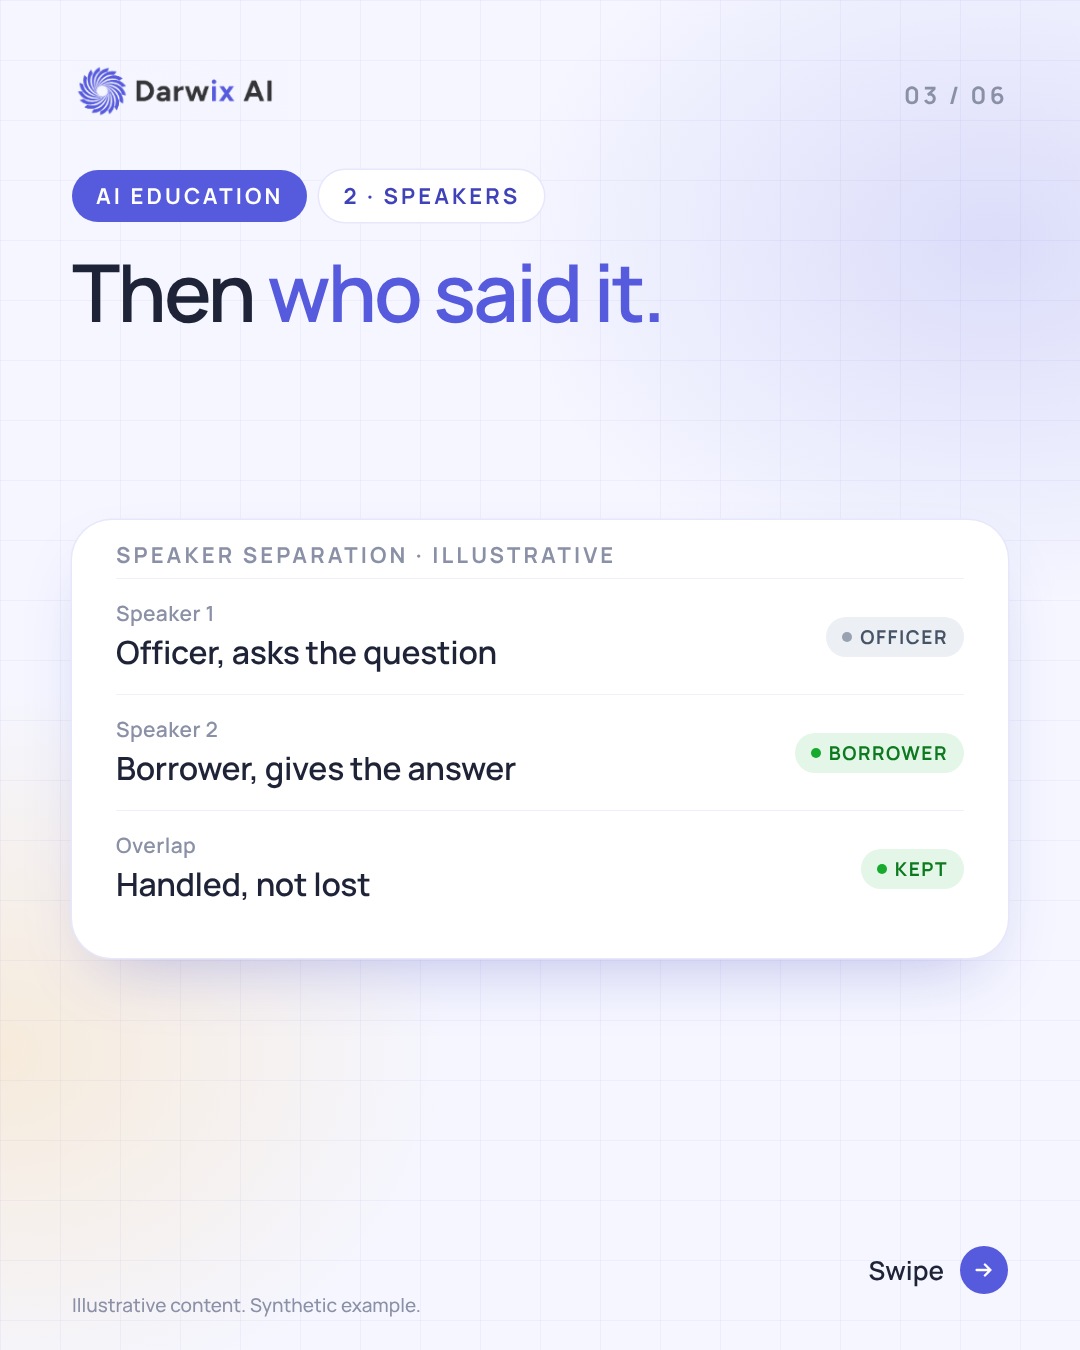 Darwix AI
03 / 06
AI EDUCATION
2 · SPEAKERS
Then who said it.
SPEAKER SEPARATION · ILLUSTRATIVE
Speaker 1
Officer, asks the question
OFFICER
Speaker 2
Borrower, gives the answer
BORROWER
Overlap
Handled, not lost
KEPT
Swipe
Illustrative content. Synthetic example.